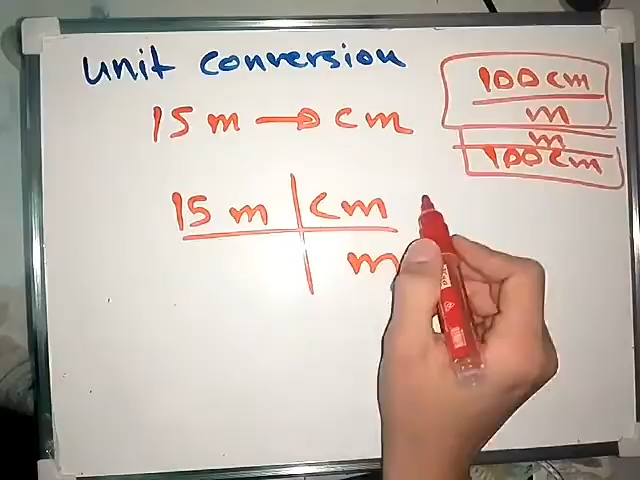 unit conversion
15 m → cm
100 cm
m
m
100 cm
15 m | cm
m